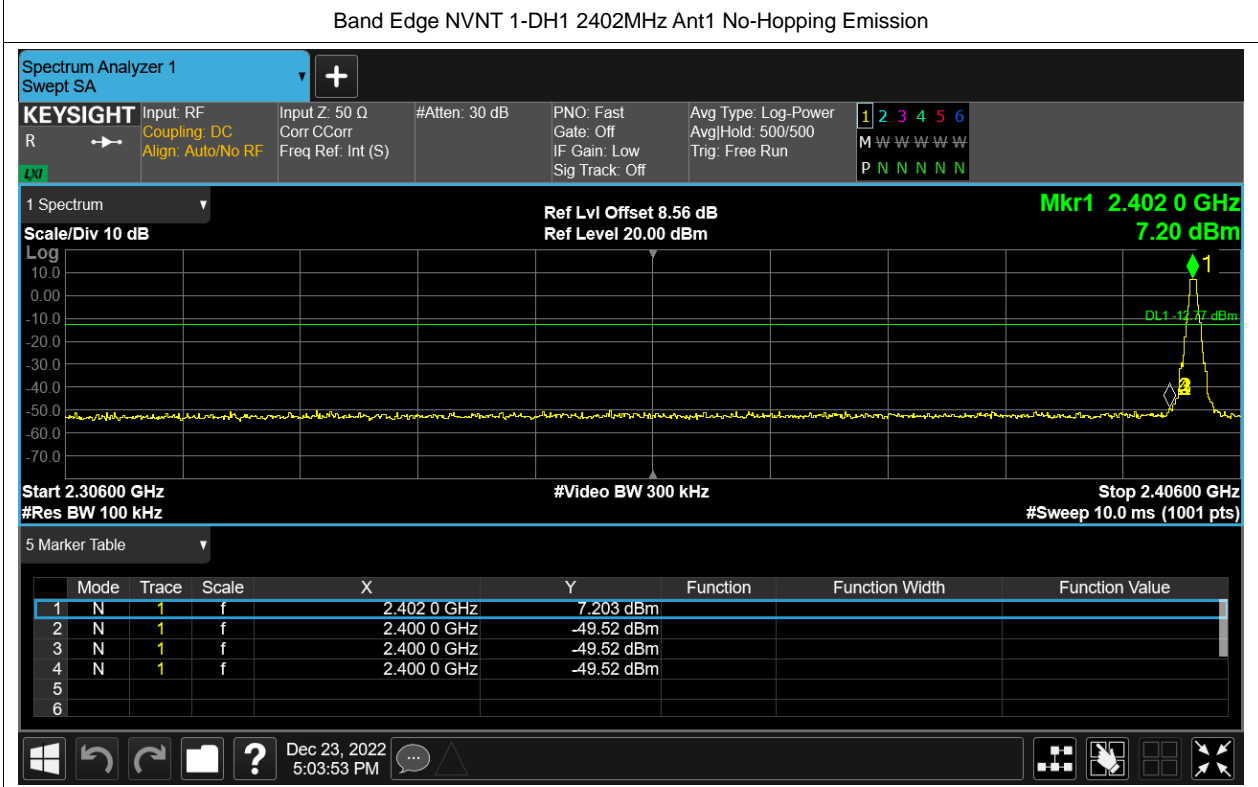 Band Edge NVNT 1-DH1 2402MHz Ant1 No-Hopping Emission
Spectrum Analyzer 1
Swept SA
KEYSIGHT
R
LXI
Input: RF
Coupling: DC
Align: Auto/No RF
Input Z: 50 Ω
Corr CCorr
Freq Ref: Int (S)
#Atten: 30 dB
PNO: Fast
Gate: Off
IF Gain: Low
Sig Track: Off
Avg Type: Log-Power
Avg|Hold: 500/500
Trig: Free Run
1 2 3 4 5 6
M W W W W W
P N N N N N
1 Spectrum
Scale/Div 10 dB
Ref Lvl Offset 8.56 dB
Ref Level 20.00 dBm
Mkr1 2.402 0 GHz
7.20 dBm
Log
10.0
0.00
-10.0
-20.0
-30.0
-40.0
-50.0
-60.0
-70.0
1
DL1 -12.77 dBm
Start 2.30600 GHz
#Video BW 300 kHz
Stop 2.40600 GHz
#Res BW 100 kHz
#Sweep 10.0 ms (1001 pts)
5 Marker Table
Mode Trace Scale X Y Function Function Width Function Value
1 N 1 f 2.402 0 GHz 7.203 dBm
2 N 1 f 2.400 0 GHz -49.52 dBm
3 N 1 f 2.400 0 GHz -49.52 dBm
4 N 1 f 2.400 0 GHz -49.52 dBm
5
6
?
Dec 23, 2022
5:03:53 PM